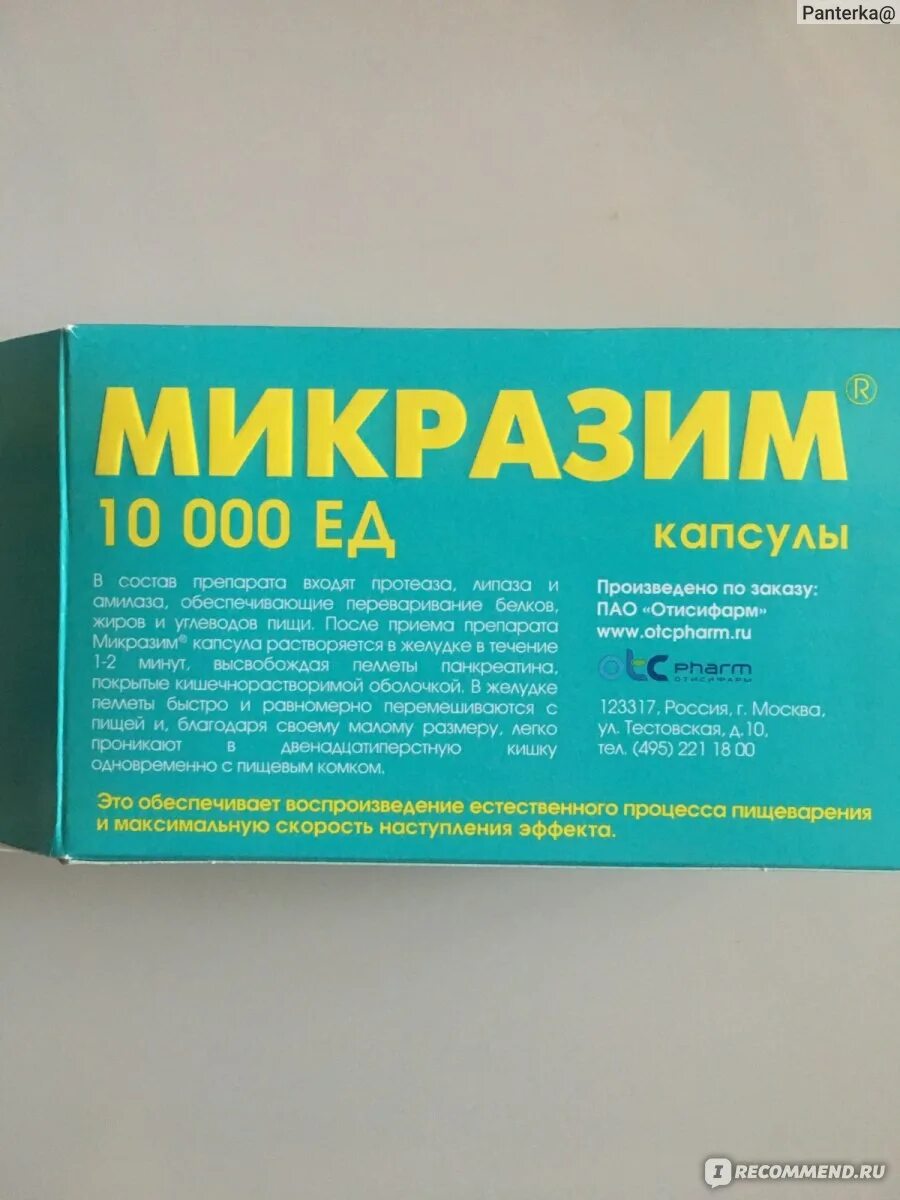 Panterka@
МИКРАЗИМ®
10 000 ЕД
капсулы
В состав препарата входят протеаза, липаза и
амилаза, обеспечивающие переваривание белков,
жиров и углеводов пищи. После приема препарата
Микразим® капсула растворяется в желудке в течение
1-2 минут, высвобождая пеллеты панкреатина,
покрытые кишечнорастворимой оболочкой. В желудке
пеллеты быстро и равномерно перемешиваются с
пищей и, благодаря своему малому размеру, легко
проникают в двенадцатиперстную кишку
одновременно с пищевым комком.
Произведено по заказу:
ПАО «Отисифарм»
www.otcpharm.ru
otc pharm
ОТИСИФАРМ
123317, Россия, г. Москва,
ул. Тестовская, д.10,
тел. (495) 221 18 00
Это обеспечивает воспроизведение естественного процесса пищеварения
и максимальную скорость наступления эффекта.
I RECOMMEND.RU